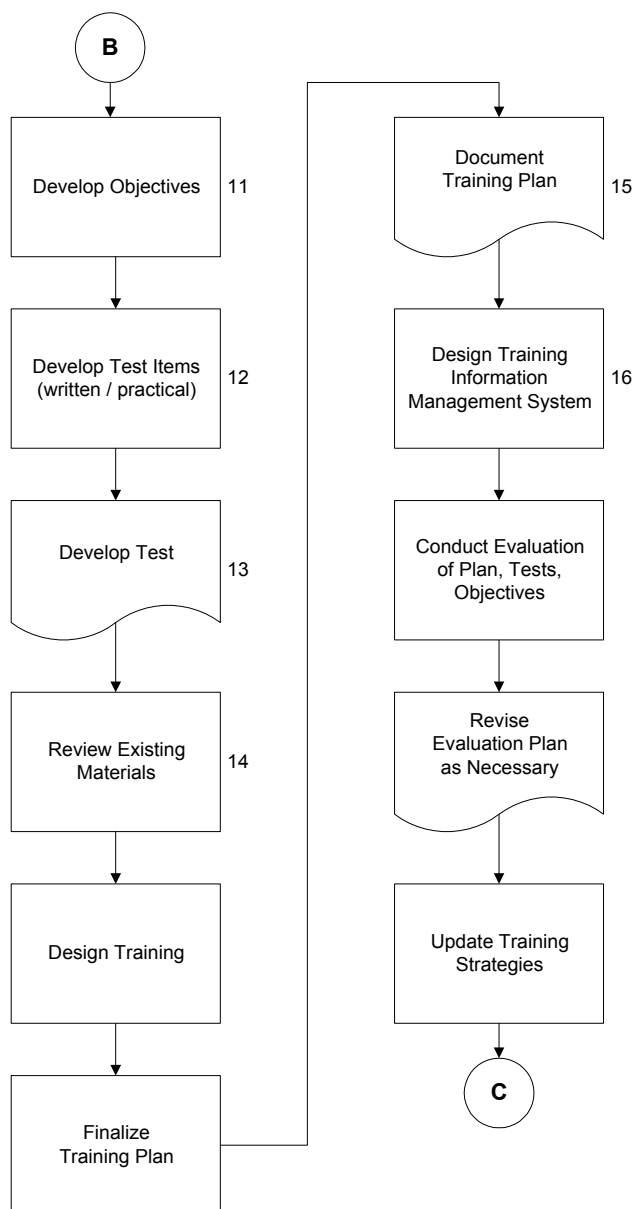 B
Develop Objectives
11
Develop Test Items
(written / practical)
12
Develop Test
13
Review Existing
Materials
14
Design Training
Finalize
Training Plan
Document
Training Plan
15
Design Training
Information
Management System
16
Conduct Evaluation
of Plan, Tests,
Objectives
Revise
Evaluation Plan
as Necessary
Update Training
Strategies
C